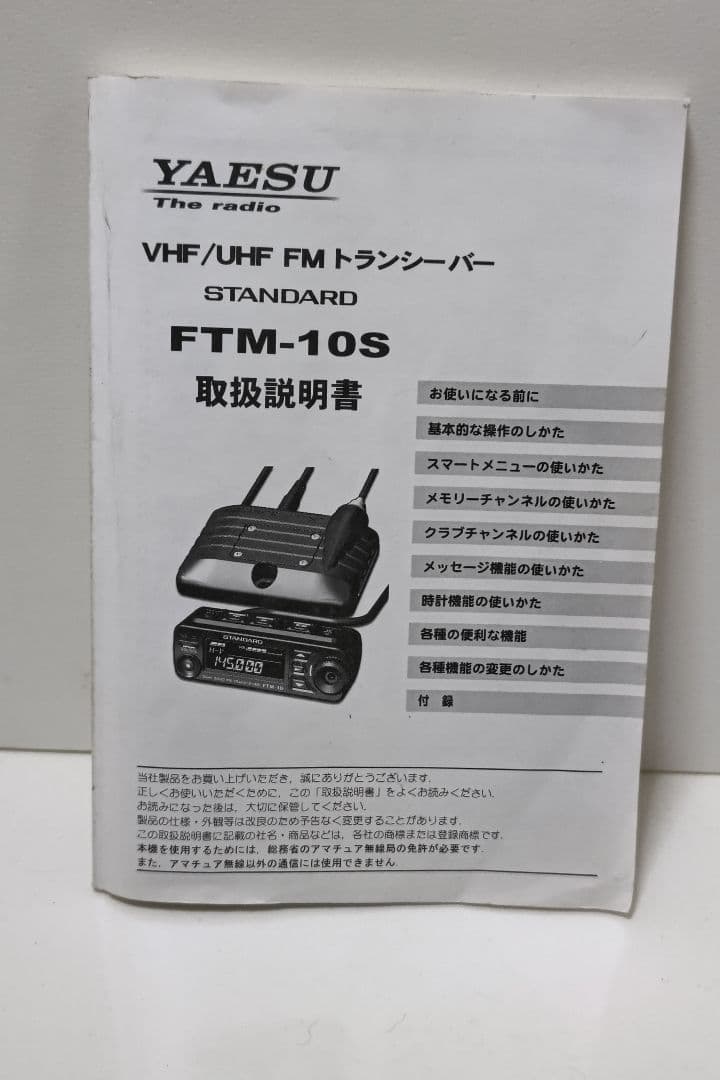 YAESU
The radio
VHF/UHF FMトランシーバー
STANDARD
FTM-10S
取扱説明書
お使いになる前に
基本的な操作のしかた
スマートメニューの使いかた
メモリーチャンネルの使いかた
クラブチャンネルの使いかた
メッセージ機能の使いかた
時計機能の使いかた
各種の便利な機能
各種機能の変更のしかた
付 録
STANDARD
145.000
FTM-10
当社製品をお買い上げいただき,誠にありがとうございます.
正しくお使いいただくために,この「取扱説明書」をよくお読みください.
お読みになった後は,大切に保管してください.
製品の仕様・外観等は改良のため予告なく変更することがあります.
この取扱説明書に記載の社名・商品名などは,各社の商標または登録商標です.
本機を使用するためには,総務省のアマチュア無線局の免許が必要です.
また,アマチュア無線以外の通信には使用できません.